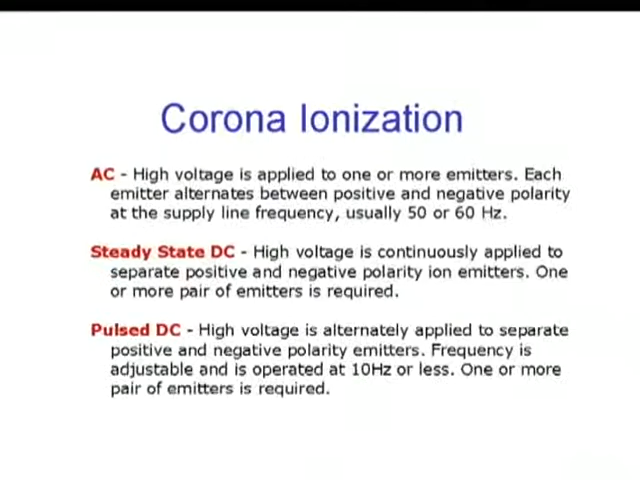 Corona Ionization
AC - High voltage is applied to one or more emitters. Each
emitter alternates between positive and negative polarity
at the supply line frequency, usually 50 or 60 Hz.
Steady State DC - High voltage is continuously applied to
separate positive and negative polarity ion emitters. One
or more pair of emitters is required.
Pulsed DC - High voltage is alternately applied to separate
positive and negative polarity emitters. Frequency is
adjustable and is operated at 10Hz or less. One or more
pair of emitters is required.